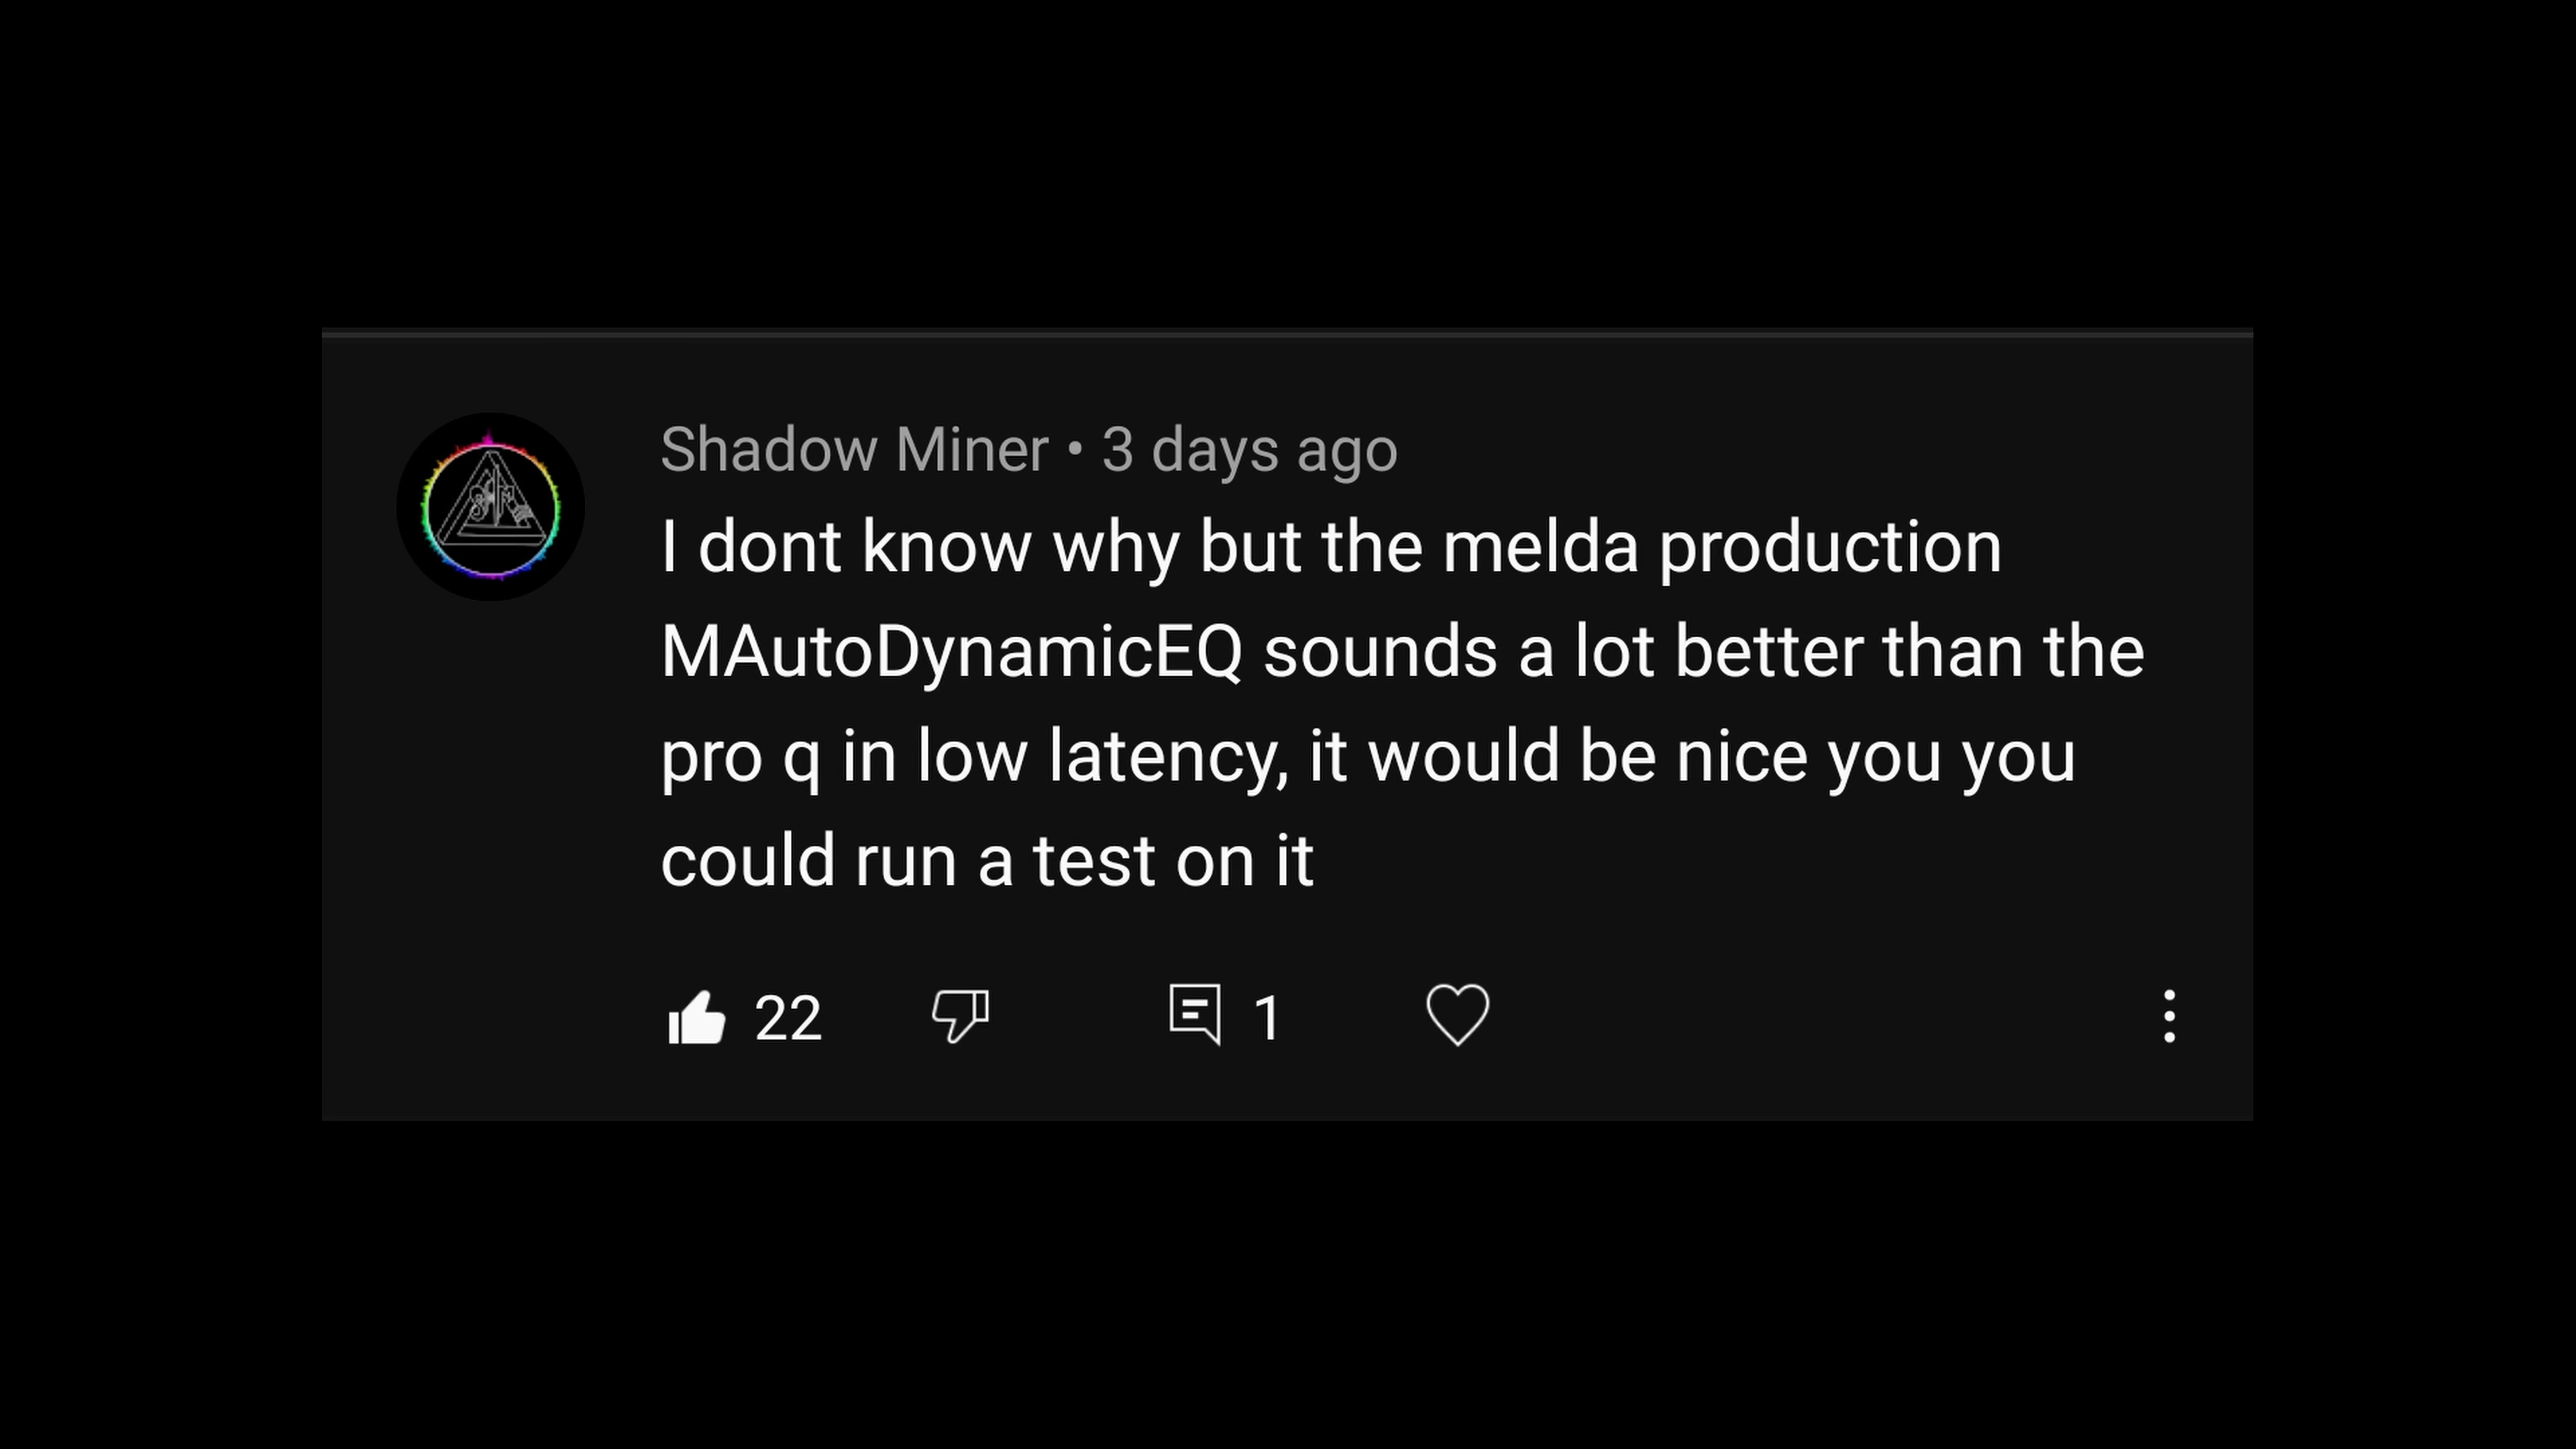 Shadow Miner • 3 days ago
I dont know why but the melda production
MAutoDynamicEQ sounds a lot better than the
pro q in low latency, it would be nice you you
could run a test on it
22 1